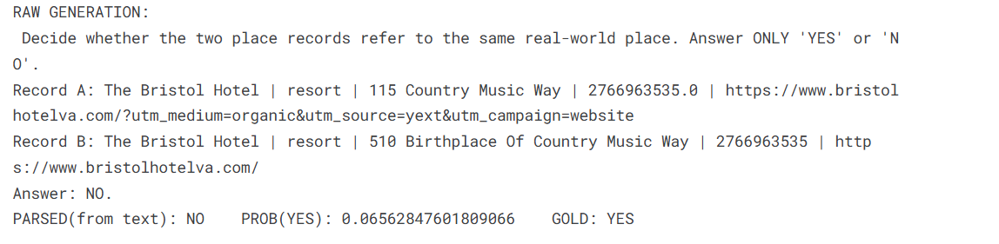 RAW GENERATION:
Decide whether the two place records refer to the same real-world place. Answer ONLY 'YES' or 'N
O'.
Record A: The Bristol Hotel | resort | 115 Country Music Way | 2766963535.0 | https://www.bristol
hotelva.com/?utm_medium=organic&utm_source=yext&utm_campaign=website
Record B: The Bristol Hotel | resort | 510 Birthplace Of Country Music Way | 2766963535 | http
s://www.bristolhotelva.com/
Answer: NO.
PARSED(from text): NO    PROB(YES): 0.06562847601809066    GOLD: YES